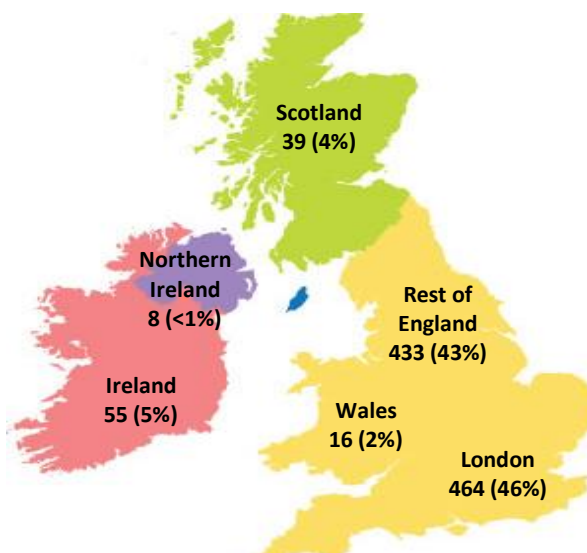 Scotland
39 (4%)
Northern
Ireland
8 (<1%)
Rest of
England
433 (43%)
Ireland
55 (5%)
Wales
16 (2%)
London
464 (46%)